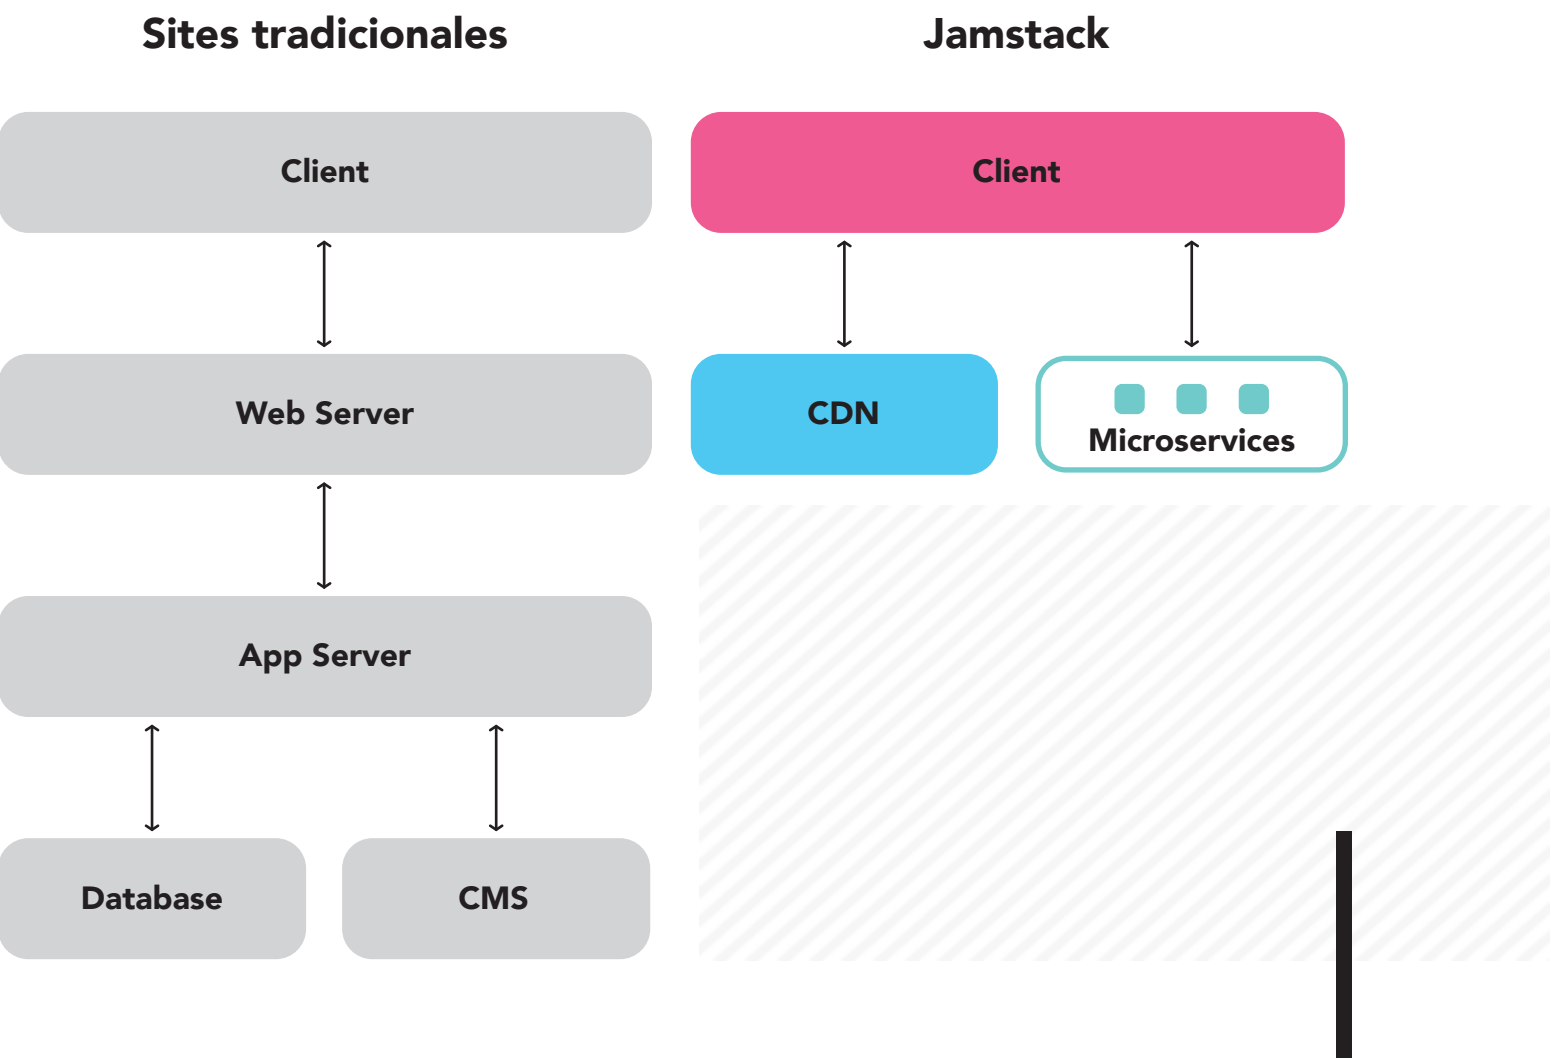 Sites tradicionales
Jamstack
Client
Client
Web Server
CDN
Microservices
App Server
Database
CMS